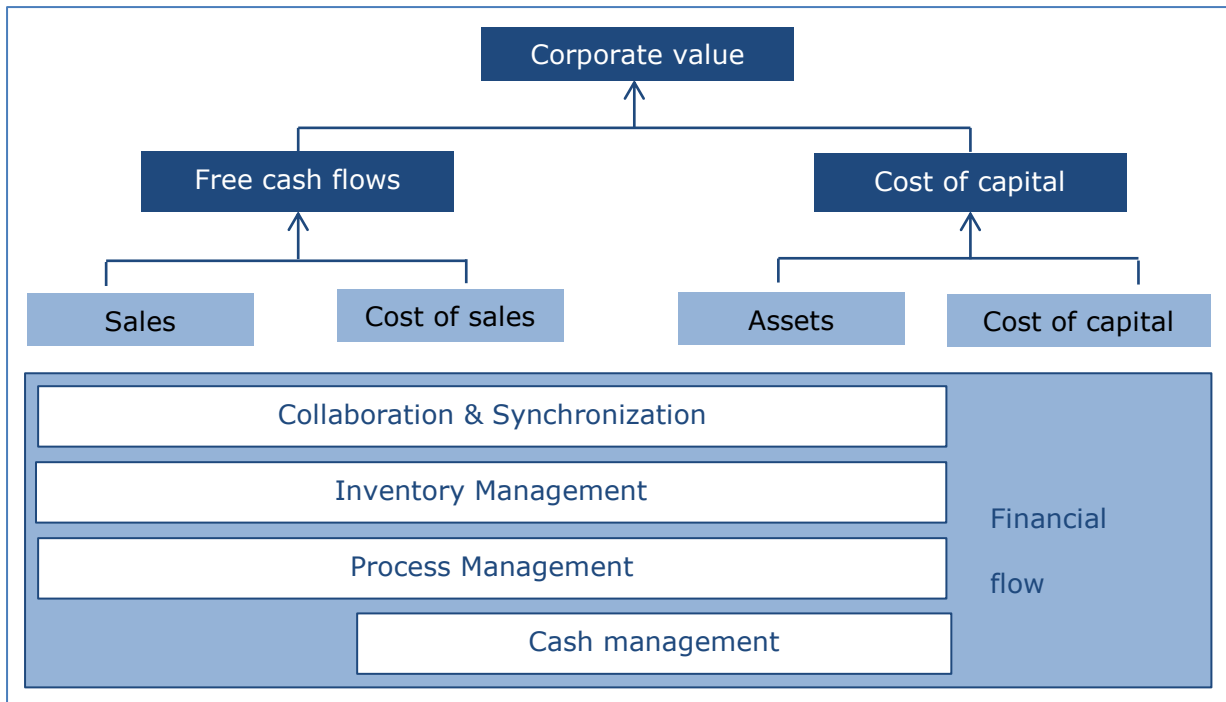 Corporate value
Free cash flows
Cost of capital
Sales
Cost of sales
Assets
Cost of capital
Collaboration & Synchronization
Inventory Management
Process Management
Cash management
Financial
flow